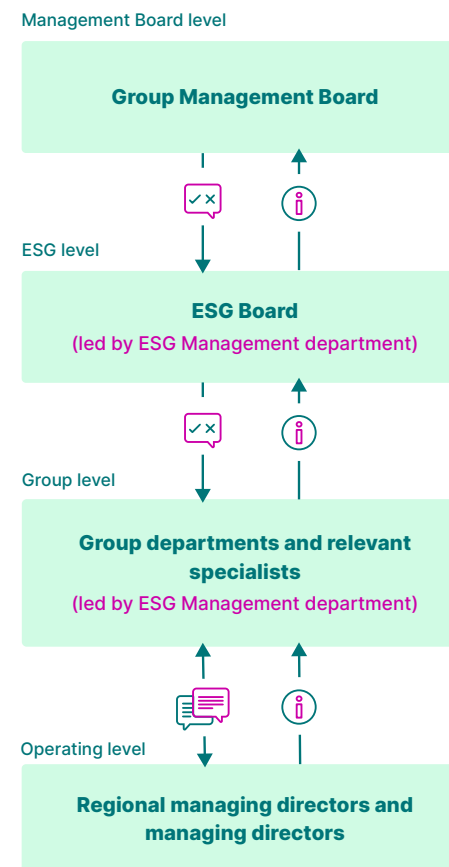 Management Board level
Group Management Board
ESG level
ESG Board
(led by ESG Management department)
Group level
Group departments and relevant
specialists
(led by ESG Management department)
Operating level
Regional managing directors and
managing directors